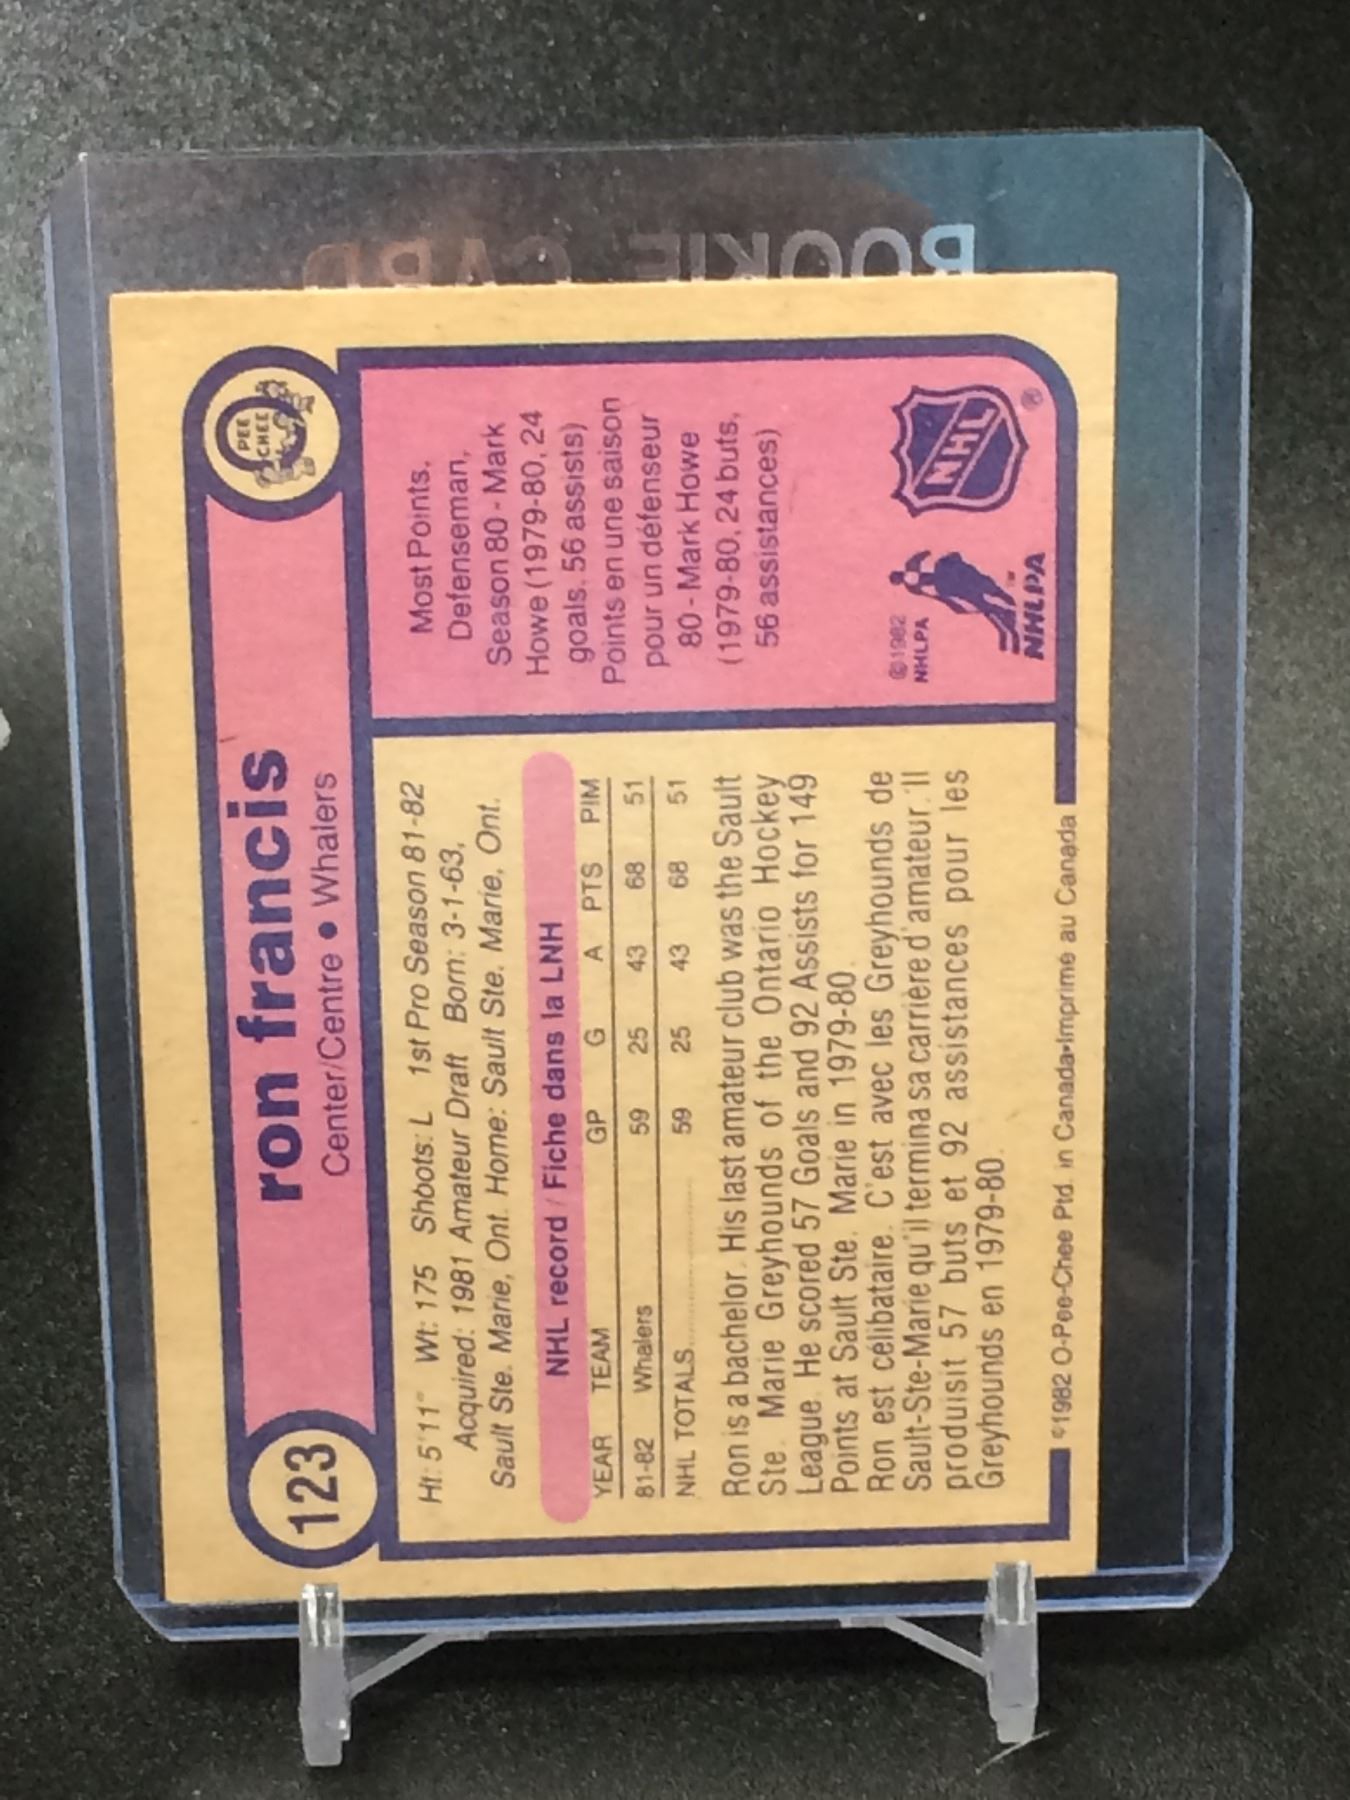 ROOKIE CARD
123
ron francis
Center/Centre • Whalers
O
PEE
CHEE
Ht: 5'11" Wt: 175 Shoots: L 1st Pro Season 81-82
Acquired: 1981 Amateur Draft Born: 3-1-63,
Sault Ste. Marie, Ont. Home: Sault Ste. Marie, Ont.
NHL record / Fiche dans la LNH
YEAR TEAM GP G A PTS PIM
81-82 Whalers 59 25 43 68 51
NHL TOTALS.................... 59 25 43 68 51
Ron is a bachelor. His last amateur club was the Sault
Ste. Marie Greyhounds of the Ontario Hockey
League. He scored 57 Goals and 92 Assists for 149
Points at Sault Ste. Marie in 1979-80.
Ron est célibataire. C'est avec les Greyhounds de
Sault-Ste-Marie qu'il termina sa carrière d'amateur. Il
produisit 57 buts et 92 assistances pour les
Greyhounds en 1979-80.
©1982 O-Pee-Chee Ptd. in Canada•Imprimé au Canada
Most Points,
Defenseman,
Season 80 - Mark
Howe (1979-80, 24
goals. 56 assists)
Points en une saison
pour un défenseur
80 - Mark Howe
(1979-80, 24 buts,
56 assistances)
©1982
NHLPA
NHLPA™
NHL
®